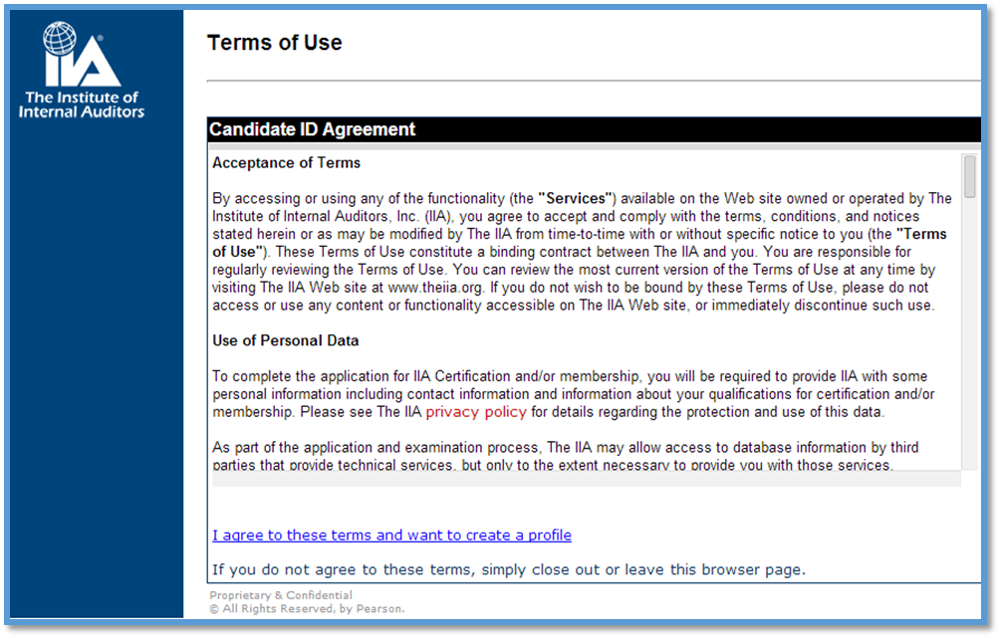 IIA®
The Institute of
Internal Auditors
Terms of Use
Candidate ID Agreement
Acceptance of Terms
By accessing or using any of the functionality (the "Services") available on the Web site owned or operated by The
Institute of Internal Auditors, Inc. (IIA), you agree to accept and comply with the terms, conditions, and notices
stated herein or as may be modified by The IIA from time-to-time with or without specific notice to you (the "Terms
of Use"). These Terms of Use constitute a binding contract between The IIA and you. You are responsible for
regularly reviewing the Terms of Use. You can review the most current version of the Terms of Use at any time by
visiting The IIA Web site at www.theiia.org. If you do not wish to be bound by these Terms of Use, please do not
access or use any content or functionality accessible on The IIA Web site, or immediately discontinue such use.
Use of Personal Data
To complete the application for IIA Certification and/or membership, you will be required to provide IIA with some
personal information including contact information and information about your qualifications for certification and/or
membership. Please see The IIA privacy policy for details regarding the protection and use of this data.
As part of the application and examination process, The IIA may allow access to database information by third
parties that provide technical services, but only to the extent necessary to provide you with those services.
I agree to these terms and want to create a profile
If you do not agree to these terms, simply close out or leave this browser page.
Proprietary & Confidential
© All Rights Reserved, by Pearson.